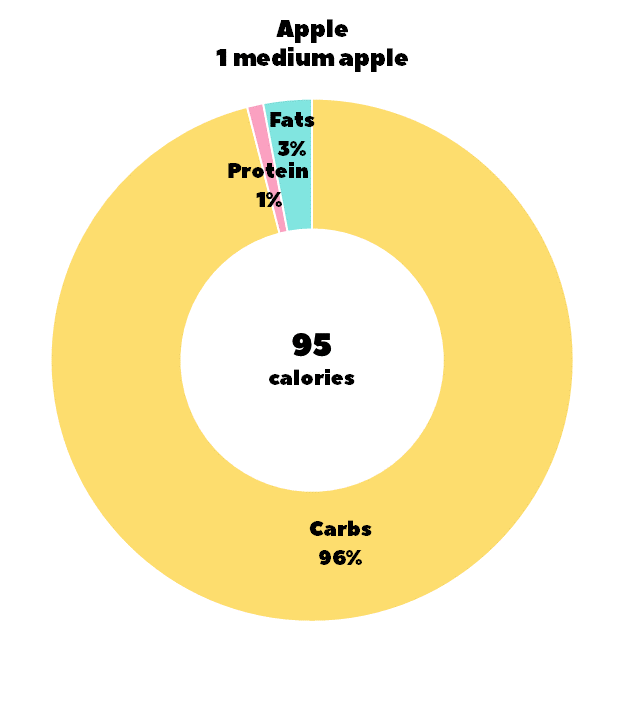 Apple
1 medium apple
Fats
3%
Protein
1%
95
calories
Carbs
96%